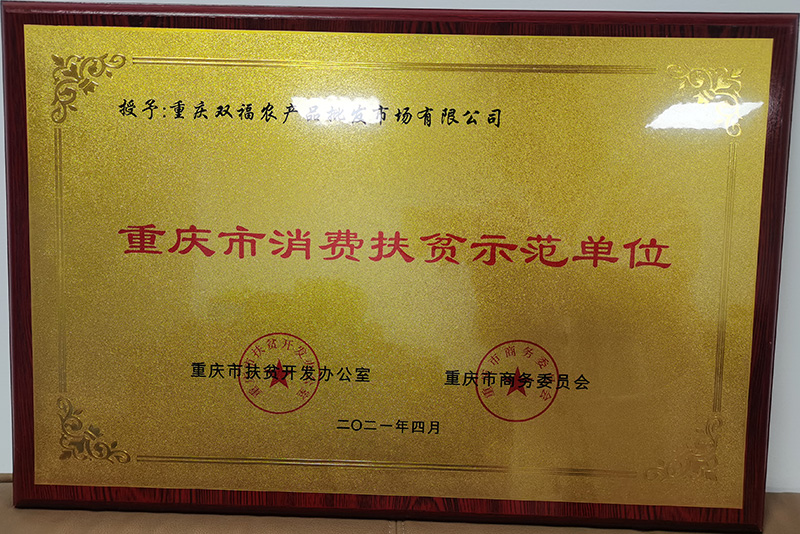 授予:重庆双福农产品批发市场有限公司
重庆市消费扶贫示范单位
重庆市扶贫开发办公室
重庆市商务委员会
二〇二一年四月